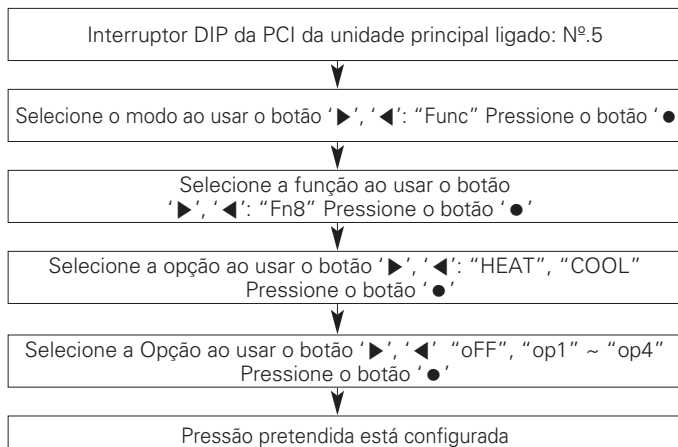 Interruptor DIP da PCI da unidade principal ligado: Nº.5
Selecione o modo ao usar o botão ‘▶’, ‘◀’: “Func” Pressione o botão ‘●
Selecione a função ao usar o botão
‘▶’, ‘◀’: “Fn8” Pressione o botão ‘●’
Selecione a opção ao usar o botão ‘▶’, ‘◀’: “HEAT”, “COOL”
Pressione o botão ‘●’
Selecione a Opção ao usar o botão ‘▶’, ‘◀’ “oFF”, “op1” ~ “op4”
Pressione o botão ‘●’
Pressão pretendida está configurada